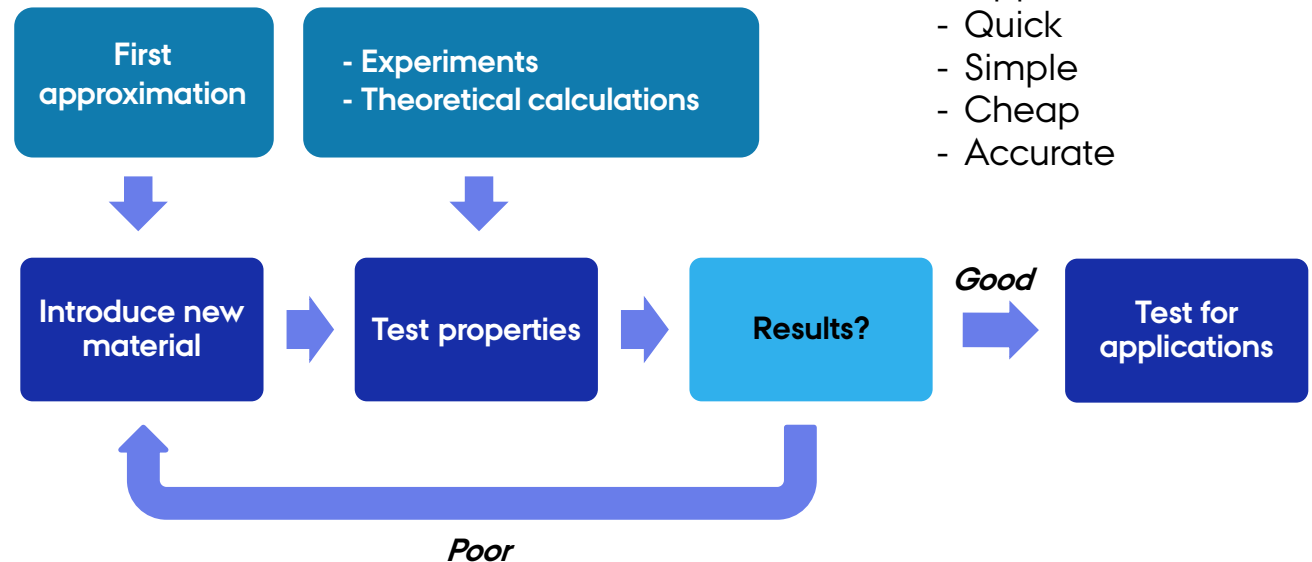 First
approximation
- Experiments
- Theoretical calculations
- Quick
- Simple
- Cheap
- Accurate
Introduce new
material
Test properties
Results?
Good
Test for
applications
Poor